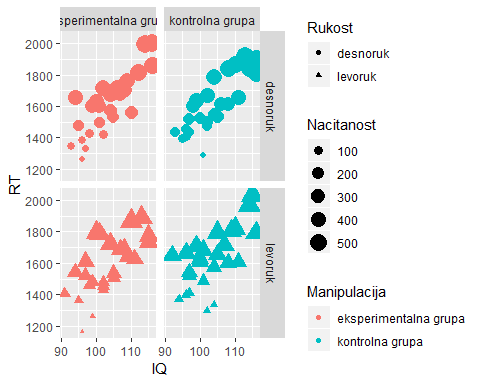 ksperimentalna gru
kontrolna grupa
2000
1800
1600
1400
1200
desnoruk
RT
2000
1800
1600
1400
1200
levoruk
90
100
110
90
100
110
IQ
Rukost
desnoruk
levoruk
Nacitanost
100
200
300
400
500
Manipulacija
eksperimentalna grupa
kontrolna grupa